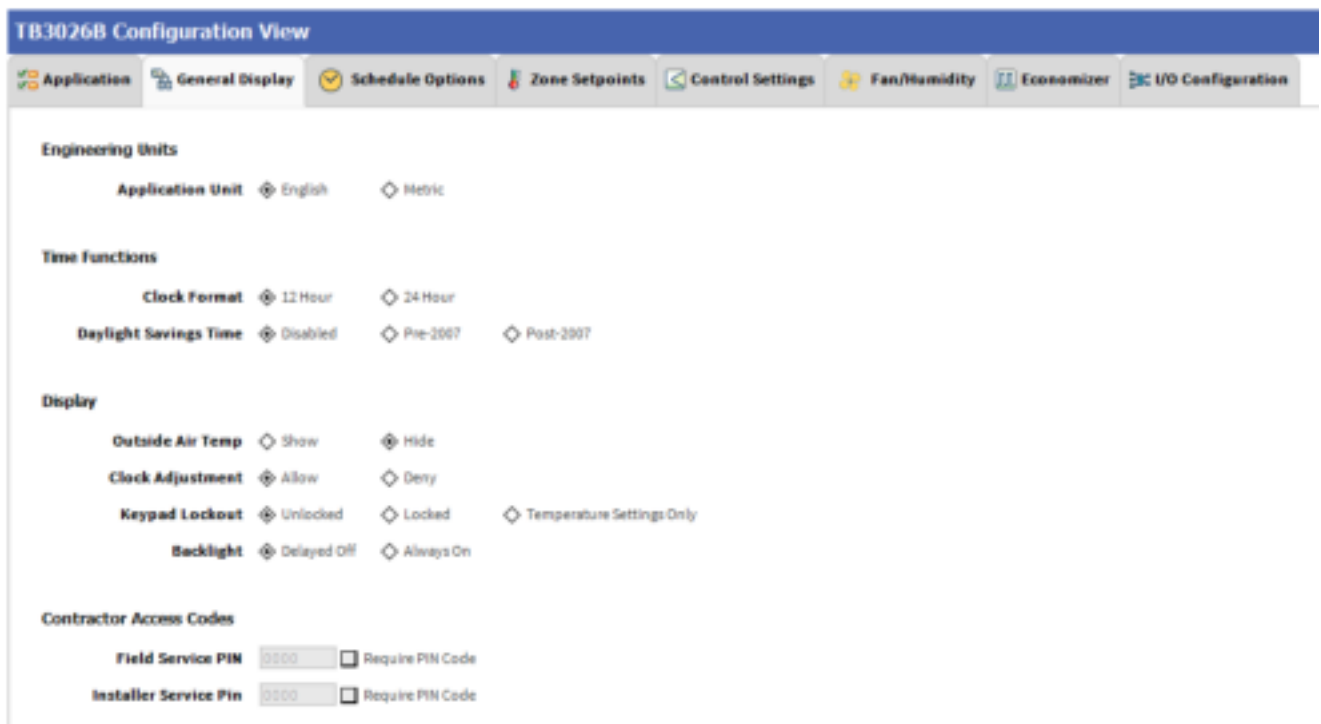 TB3026B Configuration View
Application General Display Schedule Options Zone Setpoints Control Settings Fan/Humidity Economizer I/O Configuration
Engineering Units
Application Unit English Metric
Time Functions
Clock Format 12 Hour 24 Hour
Daylight Savings Time Disabled Pre-2007 Post-2007
Display
Outside Air Temp Show Hide
Clock Adjustment Allow Deny
Keypad Lockout Unlocked Locked Temperature Settings Only
Backlight Delayed Off Always On
Contractor Access Codes
Field Service PIN 0000 Require PIN Code
Installer Service Pin 0000 Require PIN Code